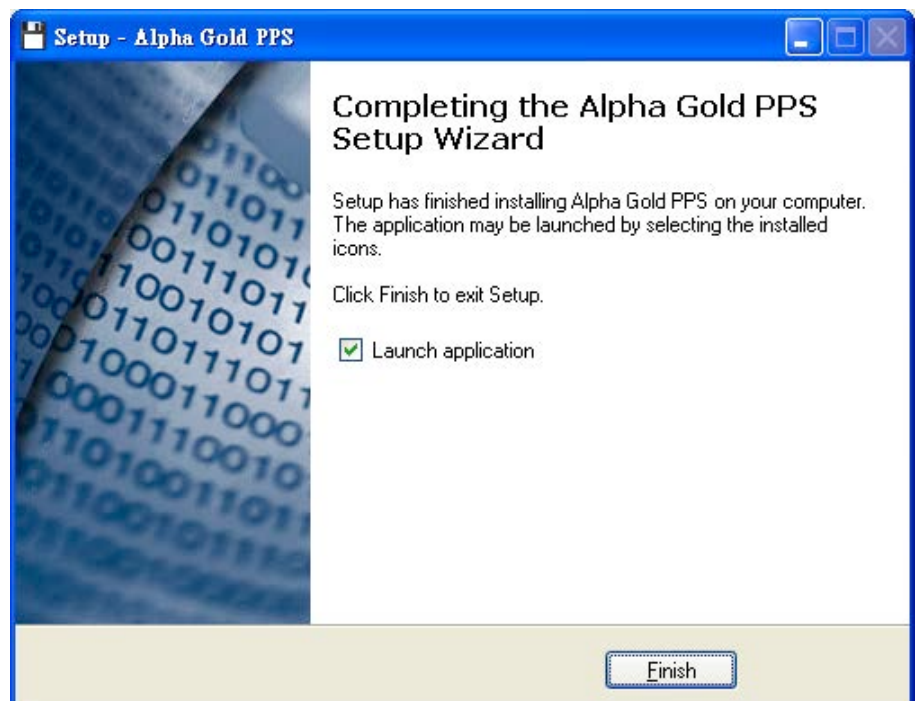 Setup - Alpha Gold PPS
Completing the Alpha Gold PPS
Setup Wizard
Setup has finished installing Alpha Gold PPS on your computer.
The application may be launched by selecting the installed
icons.
Click Finish to exit Setup.
Launch application
Finish